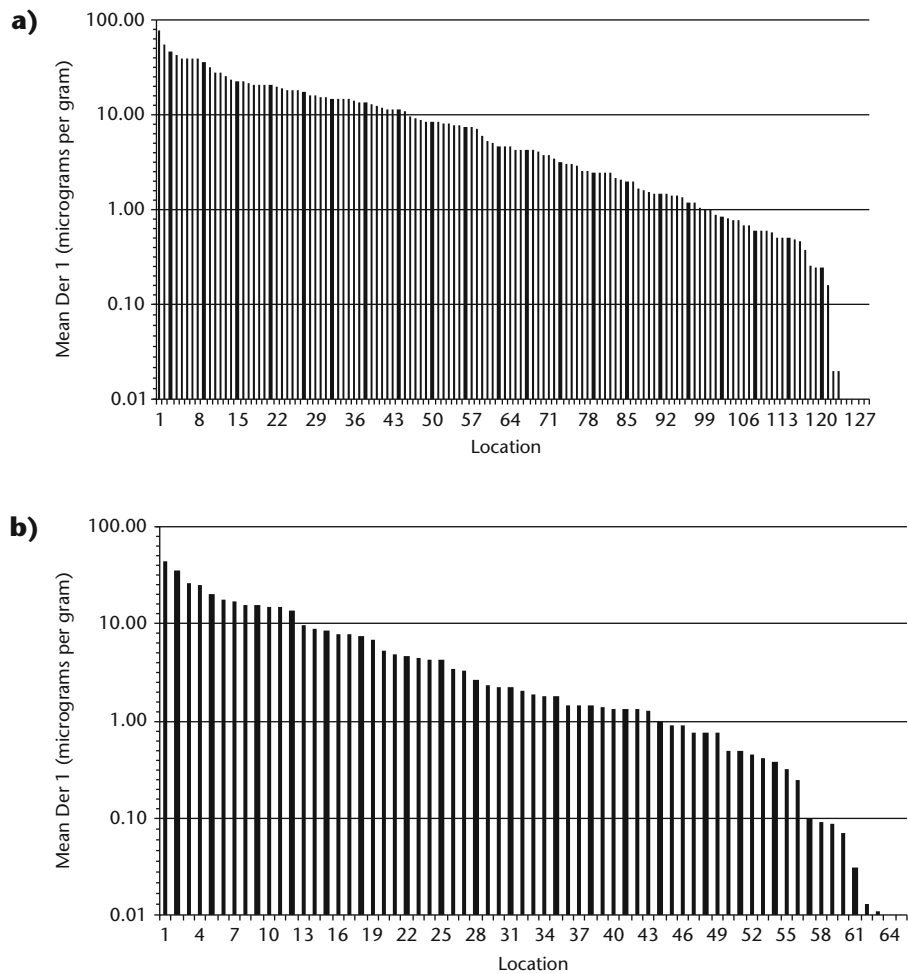 a)
Mean Der 1 (micrograms per gram)
100.00
10.00
1.00
0.10
0.01
1 8 15 22 29 36 43 50 57 64 71 78 85 92 99 106 113 120 127
Location
b)
Mean Der 1 (micrograms per gram)
100.00
10.00
1.00
0.10
0.01
1 4 7 10 13 16 19 22 25 28 31 34 37 40 43 46 49 52 55 58 61 64
Location